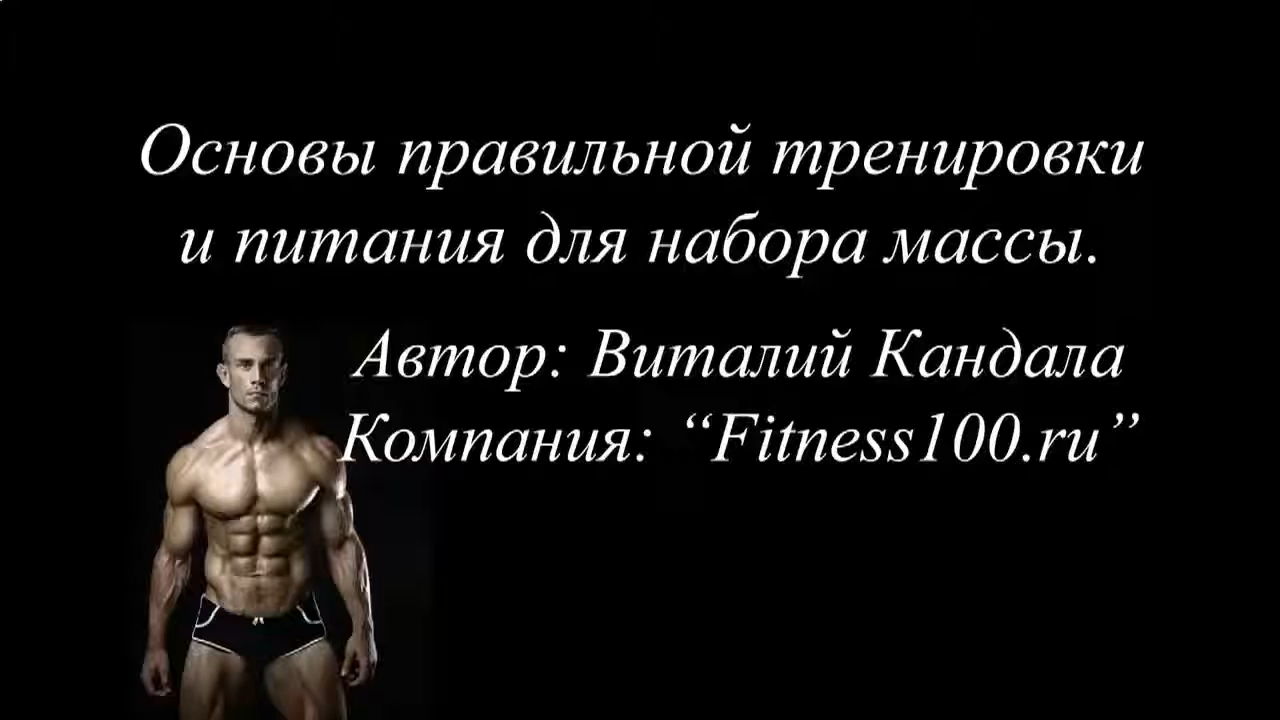 Основы правильной тренировки
и питания для набора массы.
Автор: Виталий Кандала
Компания: “Fitness100.ru”